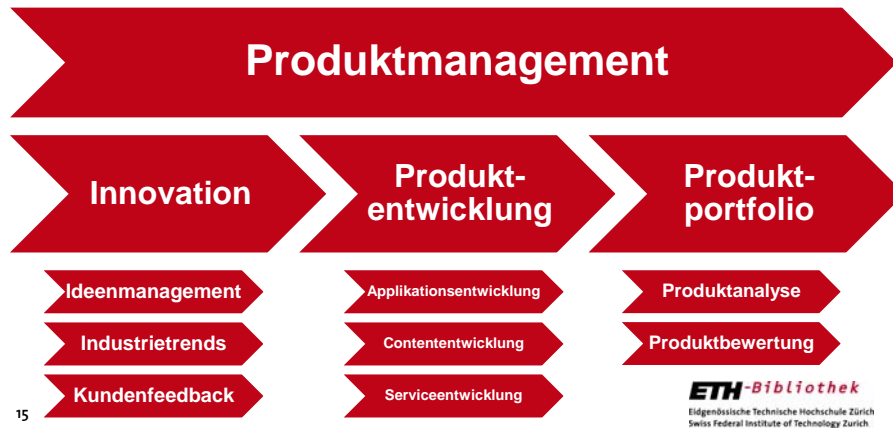 Produktmanagement
Innovation
Produkt-
entwicklung
Produkt-
portfolio
Ideenmanagement
Industrietrends
Kundenfeedback
Applikationsentwicklung
Contententwicklung
Serviceentwicklung
Produktanalyse
Produktbewertung
15
ETH-Bibliothek
Eidgenössische Technische Hochschule Zürich
Swiss Federal Institute of Technology Zurich